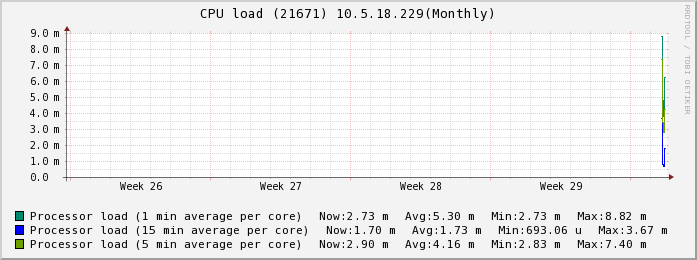 CPU load (21671) 10.5.18.229(Monthly)
RRDTOOL / TOBI OETIKER
9.0 m
8.0 m
7.0 m
6.0 m
5.0 m
4.0 m
3.0 m
2.0 m
1.0 m
0.0
Week 26 Week 27 Week 28 Week 29
Processor load (1 min average per core) Now:2.73 m Avg:5.30 m Min:2.73 m Max:8.82 m
Processor load (15 min average per core) Now:1.70 m Avg:1.73 m Min:693.06 u Max:3.67 m
Processor load (5 min average per core) Now:2.90 m Avg:4.16 m Min:2.83 m Max:7.40 m